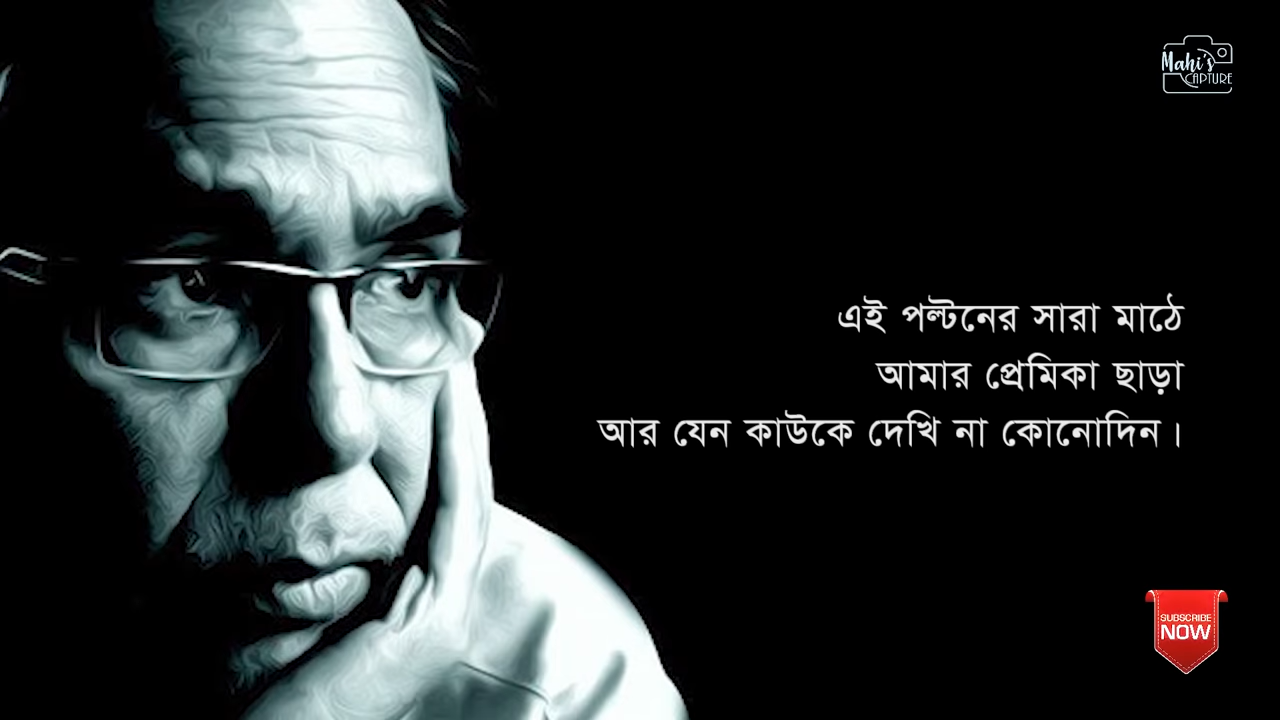 Mahi's
CAPTURE
এই পল্টনের সারা মাঠে
আমার প্রেমিকা ছাড়া
আর যেন কাউকে দেখি না কোনোদিন।
SUBSCRIBE
NOW